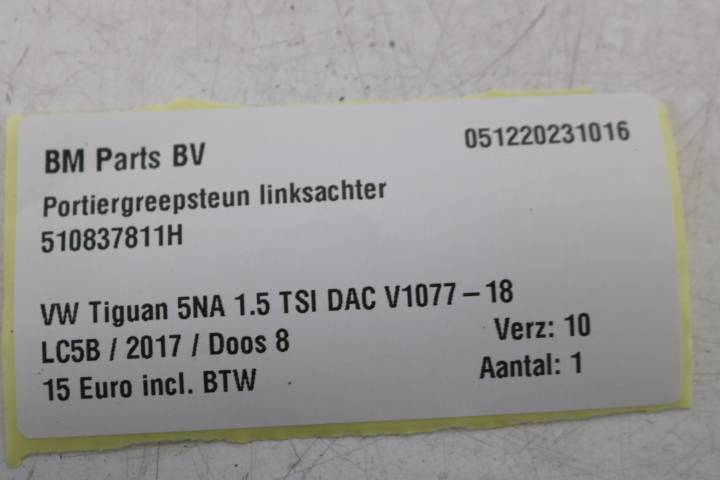 BM Parts BV 051220231016
Portiergreepsteun linksachter
510837811H
VW Tiguan 5NA 1.5 TSI DAC V1077-18
LC5B / 2017 / Doos 8 Verz: 10
15 Euro incl. BTW Aantal: 1